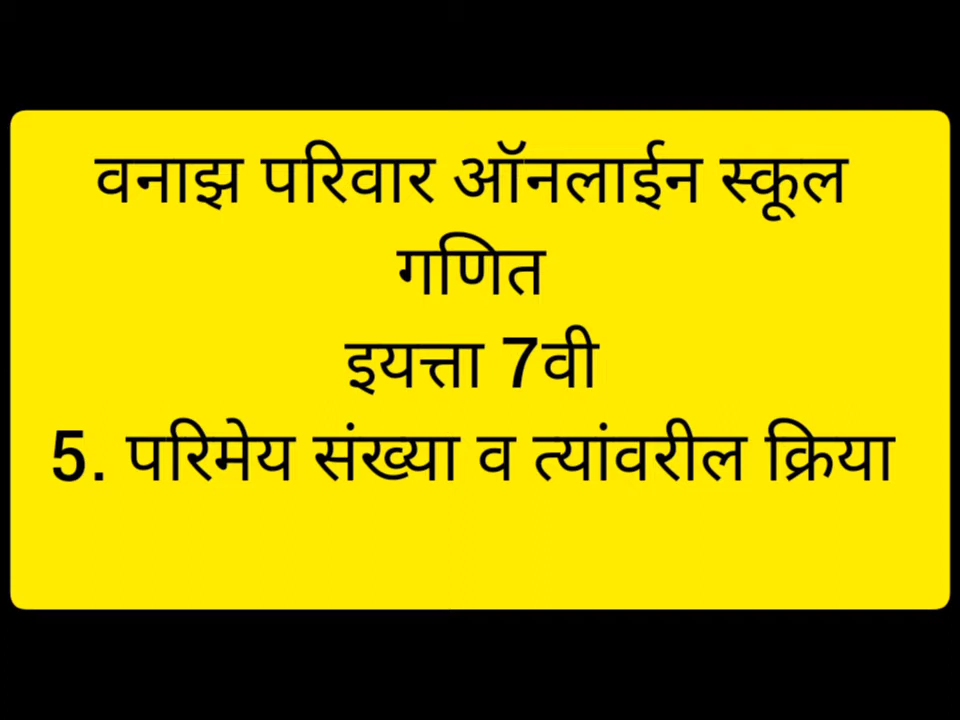 वनाझ परिवार ऑनलाईन स्कूल
गणित
इयत्ता 7वी
5. परिमेय संख्या व त्यांवरील क्रिया